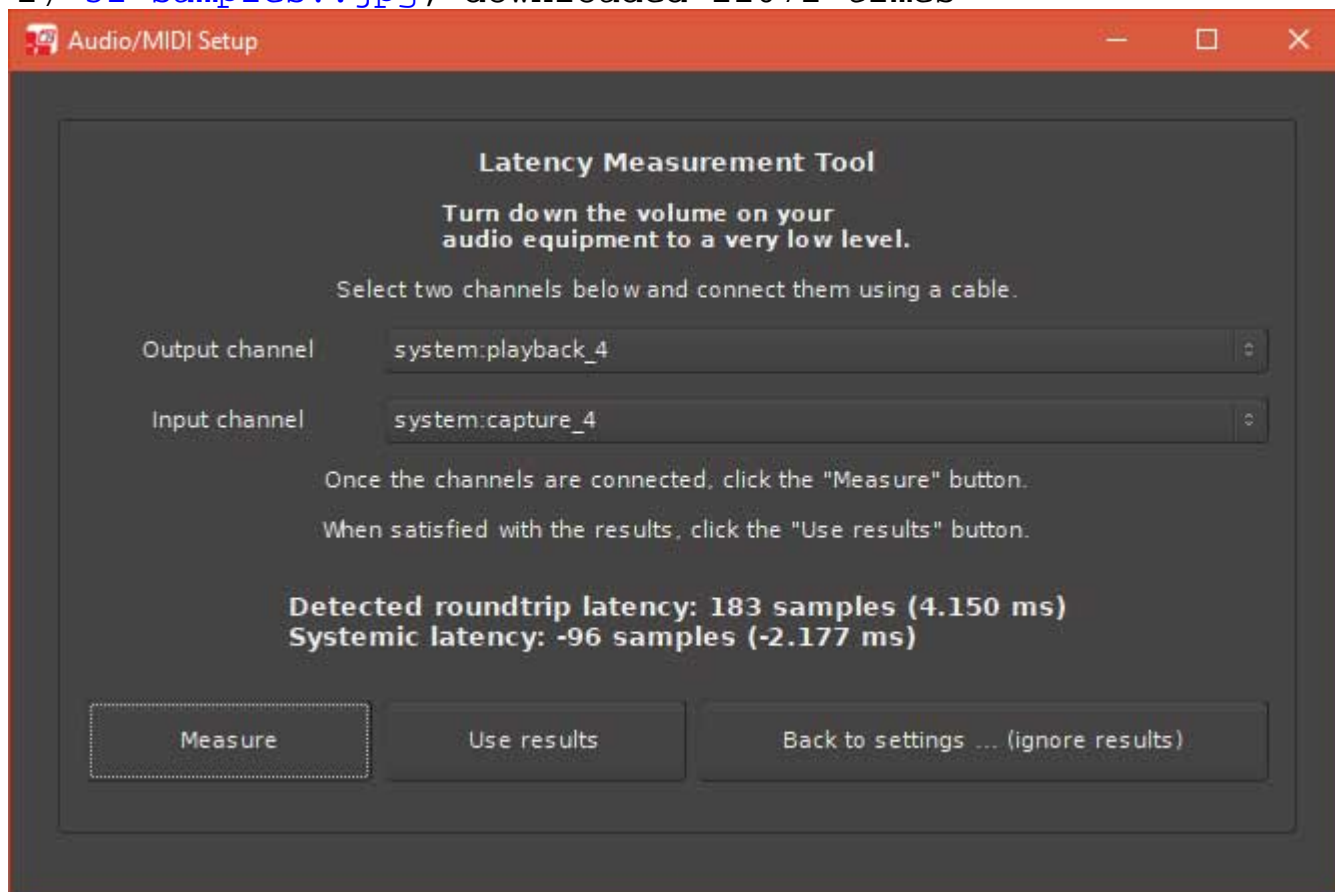 Audio/MIDI Setup
Latency Measurement Tool
Turn down the volume on your
audio equipment to a very low level.
Select two channels below and connect them using a cable.
Output channel system:playback_4
Input channel system:capture_4
Once the channels are connected, click the "Measure" button.
When satisfied with the results, click the "Use results" button.
Detected roundtrip latency: 183 samples (4.150 ms)
Systemic latency: -96 samples (-2.177 ms)
Measure Use results Back to settings ... (ignore results)